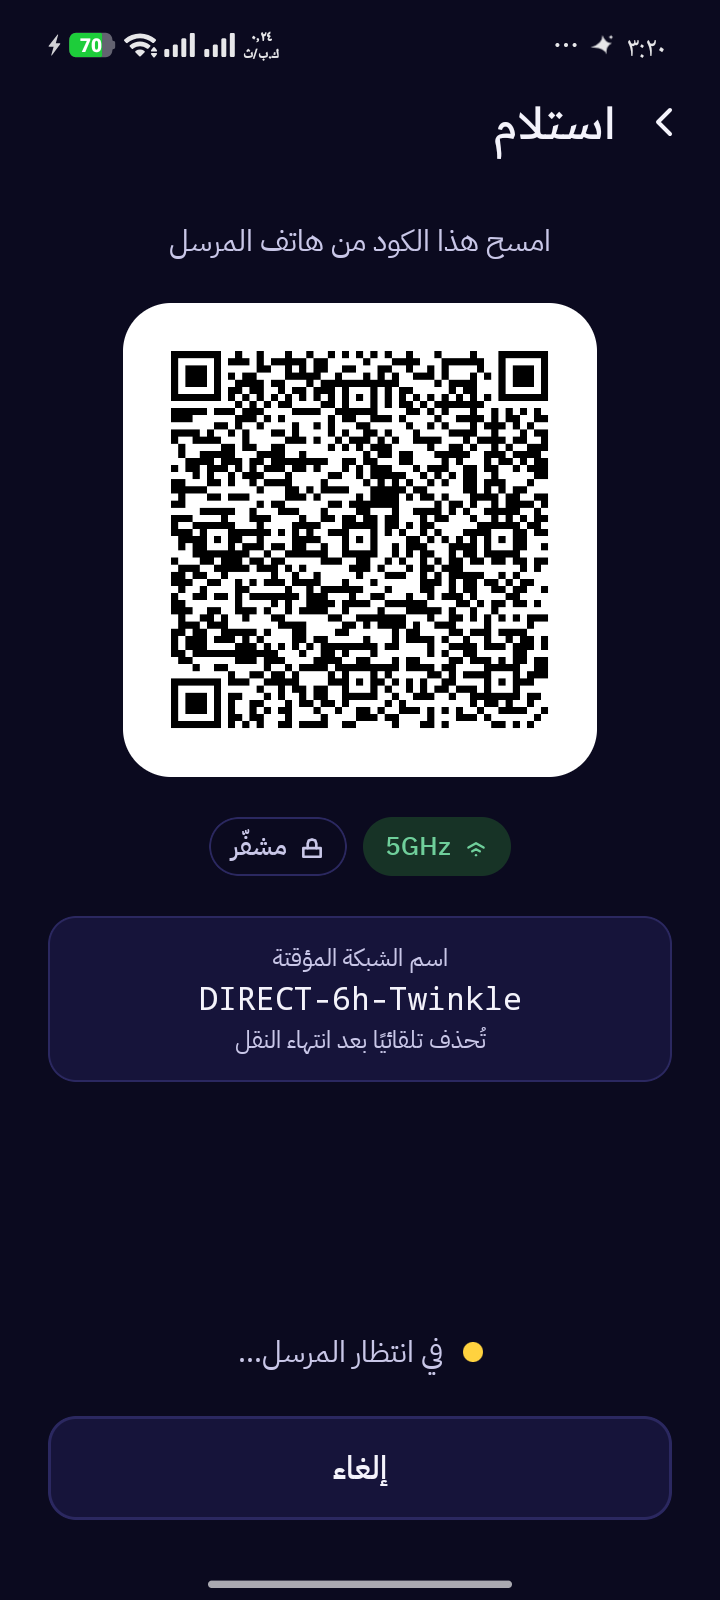 ٣:٢٠ ... ٠,٢٤ ك.ب/ث 70
استلام
امسح هذا الكود من هاتف المرسل
5GHz مشفّر
اسم الشبكة المؤقتة
DIRECT-6h-Twinkle
تُحذف تلقائيًا بعد انتهاء النقل
في انتظار المرسل...
إلغاء